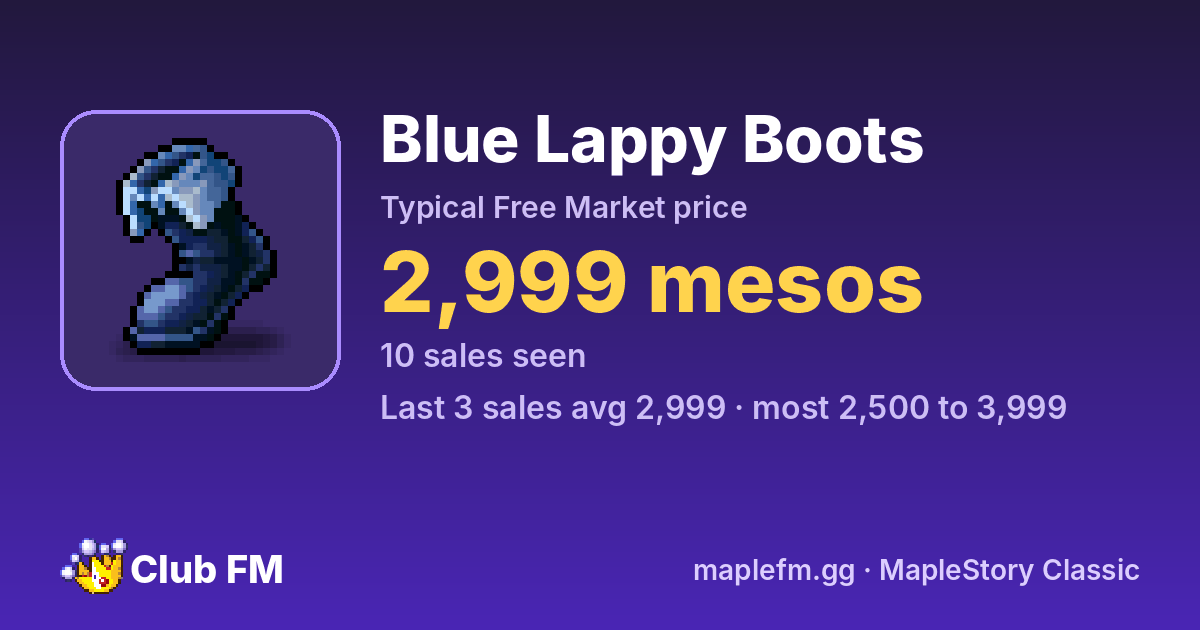 Blue Lappy Boots
Typical Free Market price
2,999 mesos
10 sales seen
Last 3 sales avg 2,999 · most 2,500 to 3,999
Club FM
maplefm.gg · MapleStory Classic